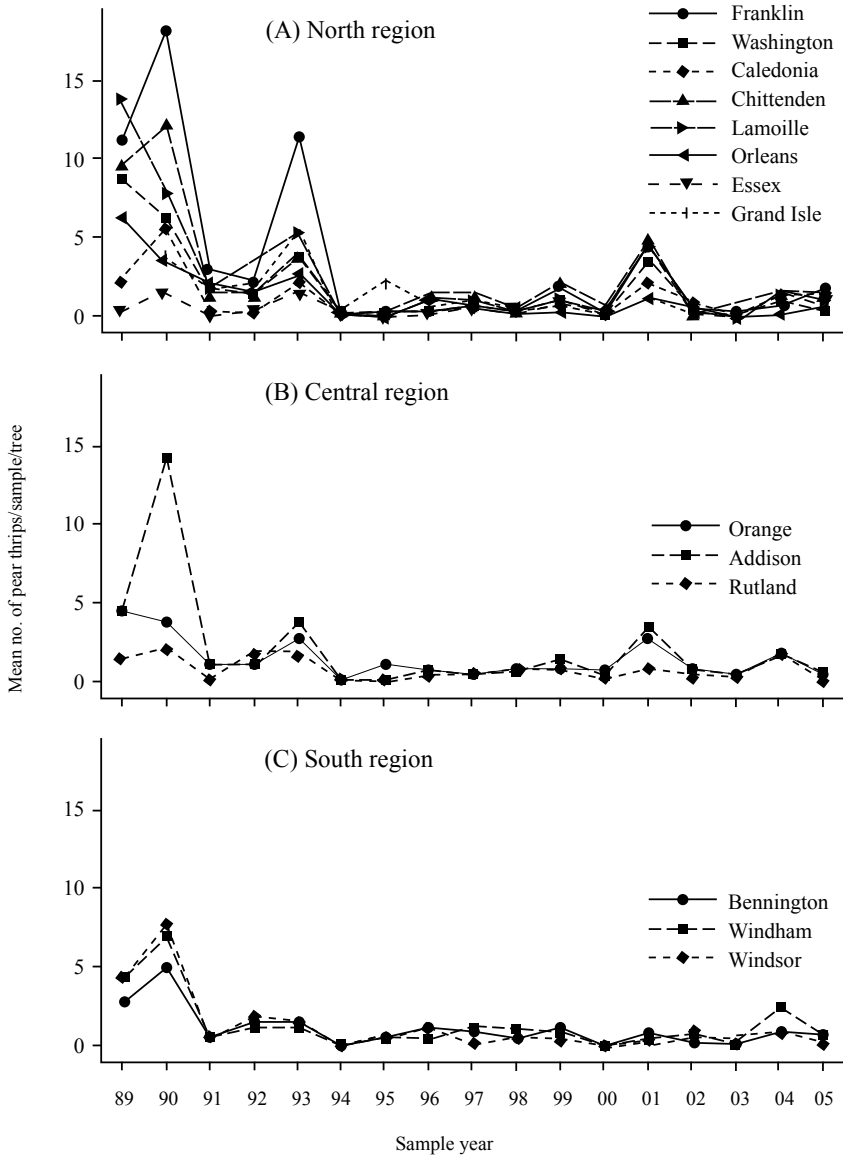 (A) North region
Franklin
Washington
Caledonia
Chittenden
Lamoille
Orleans
Essex
Grand Isle
15
10
5
0
(B) Central region
Orange
Addison
Rutland
15
10
5
0
Mean no. of pear thrips/sample/tree
(C) South region
Bennington
Windham
Windsor
15
10
5
0
89 90 91 92 93 94 95 96 97 98 99 00 01 02 03 04 05
Sample year